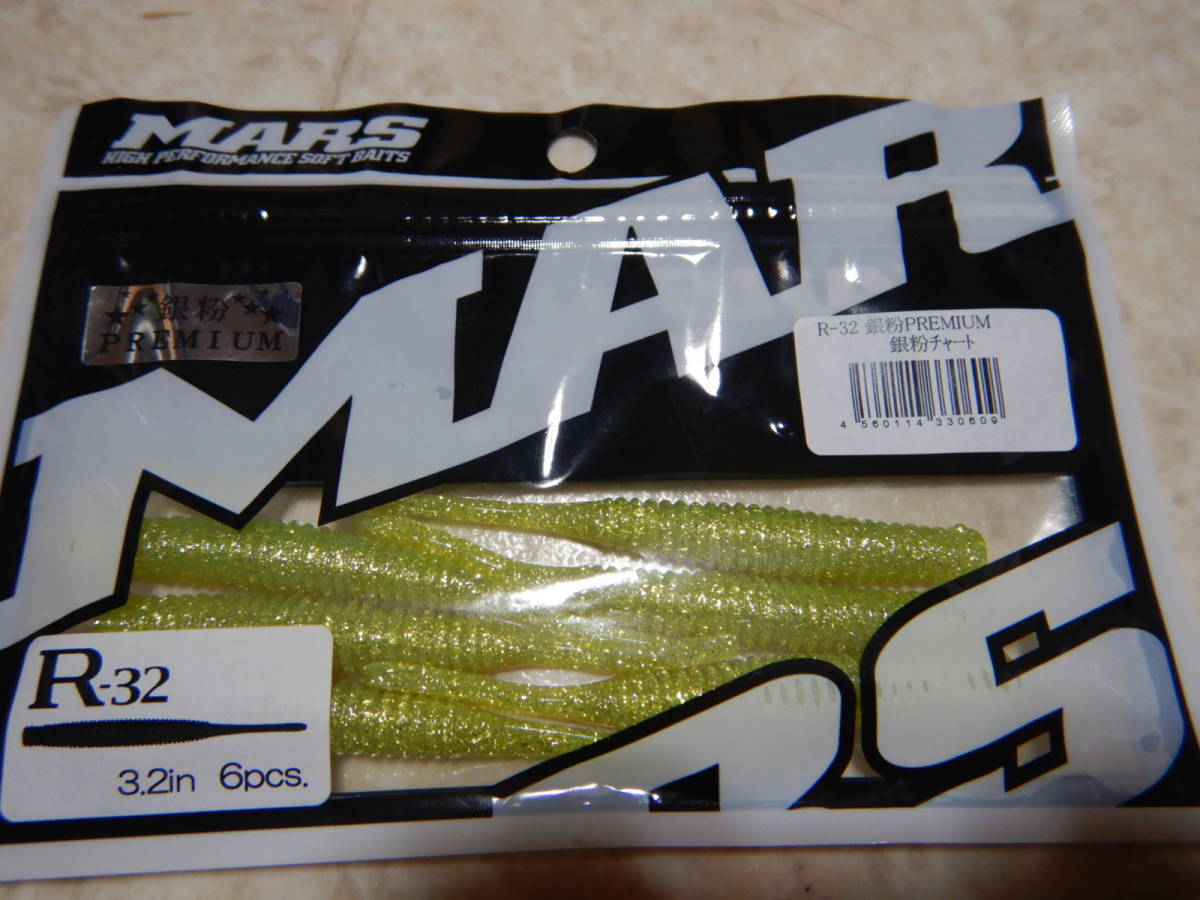 MARS
HIGH PERFORMANCE SOFT BAITS
MARS
銀粉
PREMIUM
R-32 銀粉PREMIUM
銀粉チャート
4 560114 330609
R-32
3.2in 6pcs.